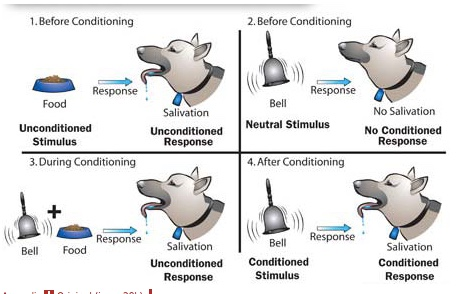 1. Before Conditioning
Food
Response
Salivation
Unconditioned
Stimulus
Unconditioned
Response
2. Before Conditioning
Bell
Response
No Salivation
Neutral Stimulus
No Conditioned
Response
3. During Conditioning
+
Bell
Food
Response
Salivation
Unconditioned
Response
4. After Conditioning
Bell
Response
Salivation
Conditioned
Stimulus
Conditioned
Response